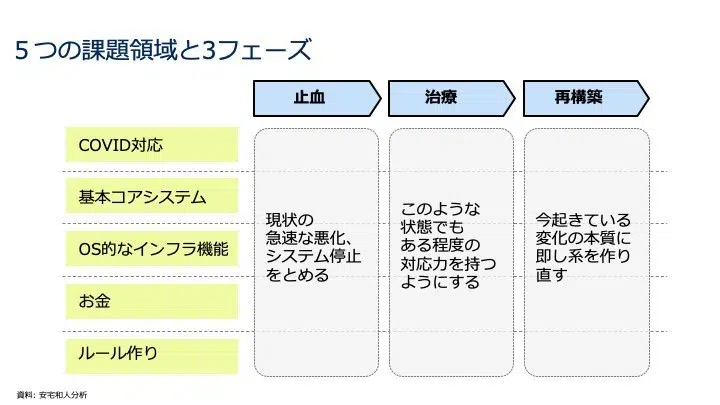 ５つの課題領域と3フェーズ
止血
治療
再構築
COVID対応
基本コアシステム
OS的なインフラ機能
お金
ルール作り
現状の
急速な悪化、
システム停止
をとめる
このような
状態でも
ある程度の
対応力を持つ
ようにする
今起きている
変化の本質に
即し系を作り
直す
資料: 安宅和人分析